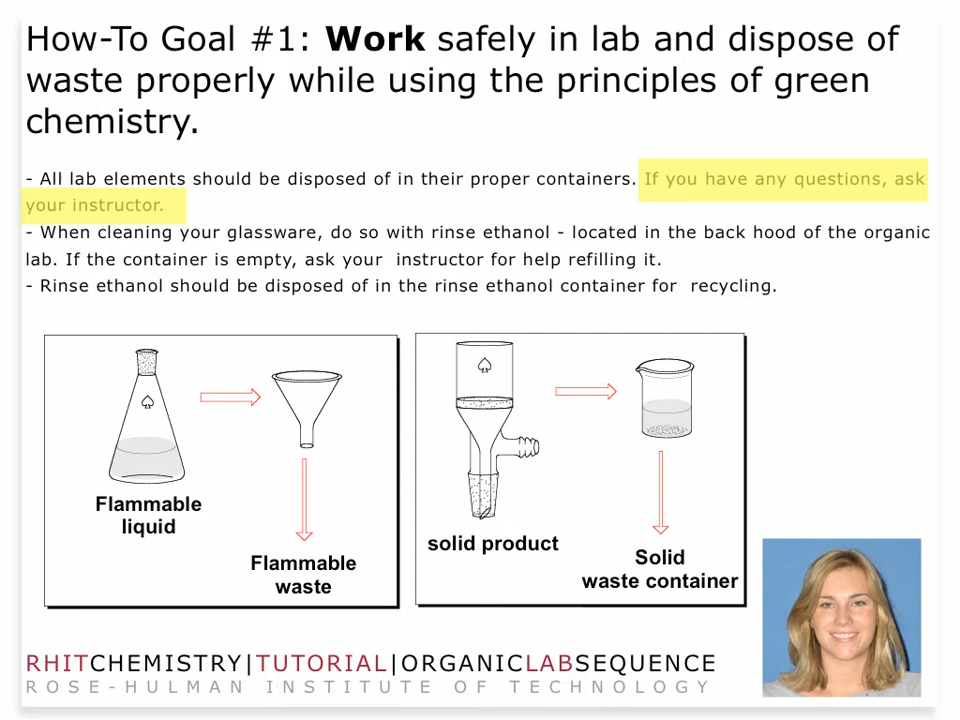 How-To Goal #1: Work safely in lab and dispose of
waste properly while using the principles of green
chemistry.
- All lab elements should be disposed of in their proper containers. If you have any questions, ask
your instructor.
- When cleaning your glassware, do so with rinse ethanol - located in the back hood of the organic
lab. If the container is empty, ask your instructor for help refilling it.
- Rinse ethanol should be disposed of in the rinse ethanol container for recycling.
Flammable
liquid
Flammable
waste
solid product
Solid
waste container
RHITCHEMISTRY|TUTORIAL|ORGANICLABSEQUENCE
ROSE-HULMAN INSTITUTE OF TECHNOLOGY